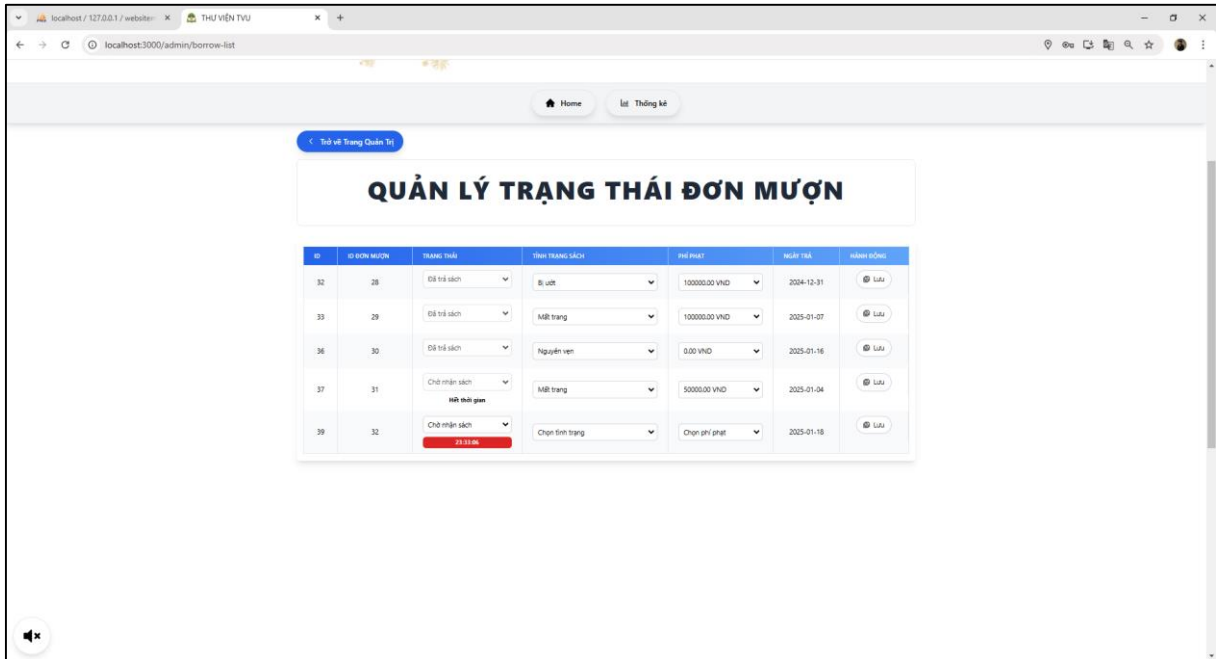 localhost / 127.0.0.1 / websiter
THƯ VIỆN TVU
localhost:3000/admin/borrow-list
Home
Thống kê
Trở về Trang Quản Trị
QUẢN LÝ TRẠNG THÁI ĐƠN MƯỢN
ID ID ĐƠN MƯỢN TRẠNG THÁI TÌNH TRẠNG SÁCH PHÍ PHẠT NGÀY TRẢ HÀNH ĐỘNG
32 28 Đã trả sách Bị ướt 100000.00 VND 2024-12-31 Lưu
33 29 Đã trả sách Mất trang 100000.00 VND 2025-01-07 Lưu
36 30 Đã trả sách Nguyên vẹn 0.00 VND 2025-01-16 Lưu
37 31 Chờ nhận sách Mất trang 50000.00 VND 2025-01-04 Lưu
Hết thời gian
39 32 Chờ nhận sách Chọn tình trạng Chọn phí phạt 2025-01-18 Lưu
23:33:06